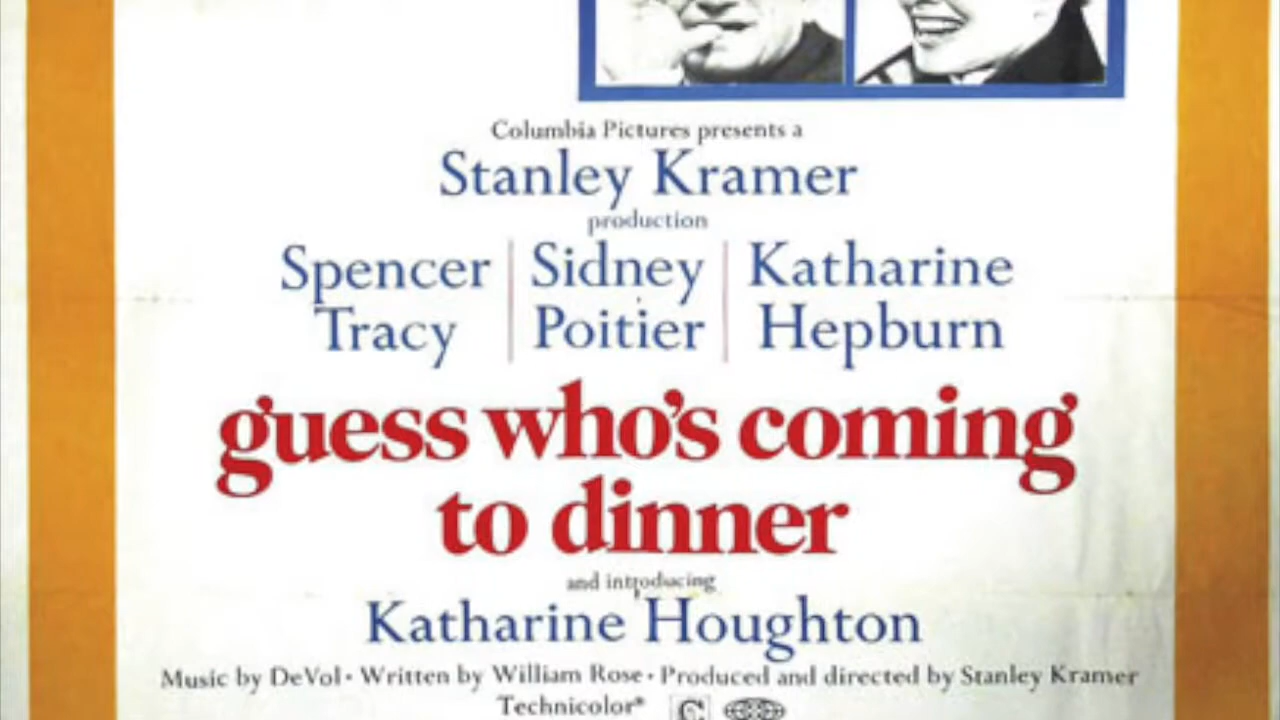 Columbia Pictures presents a
Stanley Kramer
production
Spencer Tracy
Sidney Poitier
Katharine Hepburn
guess who's coming
to dinner
and introducing
Katharine Houghton
Music by DeVol • Written by William Rose • Produced and directed by Stanley Kramer
Technicolor®